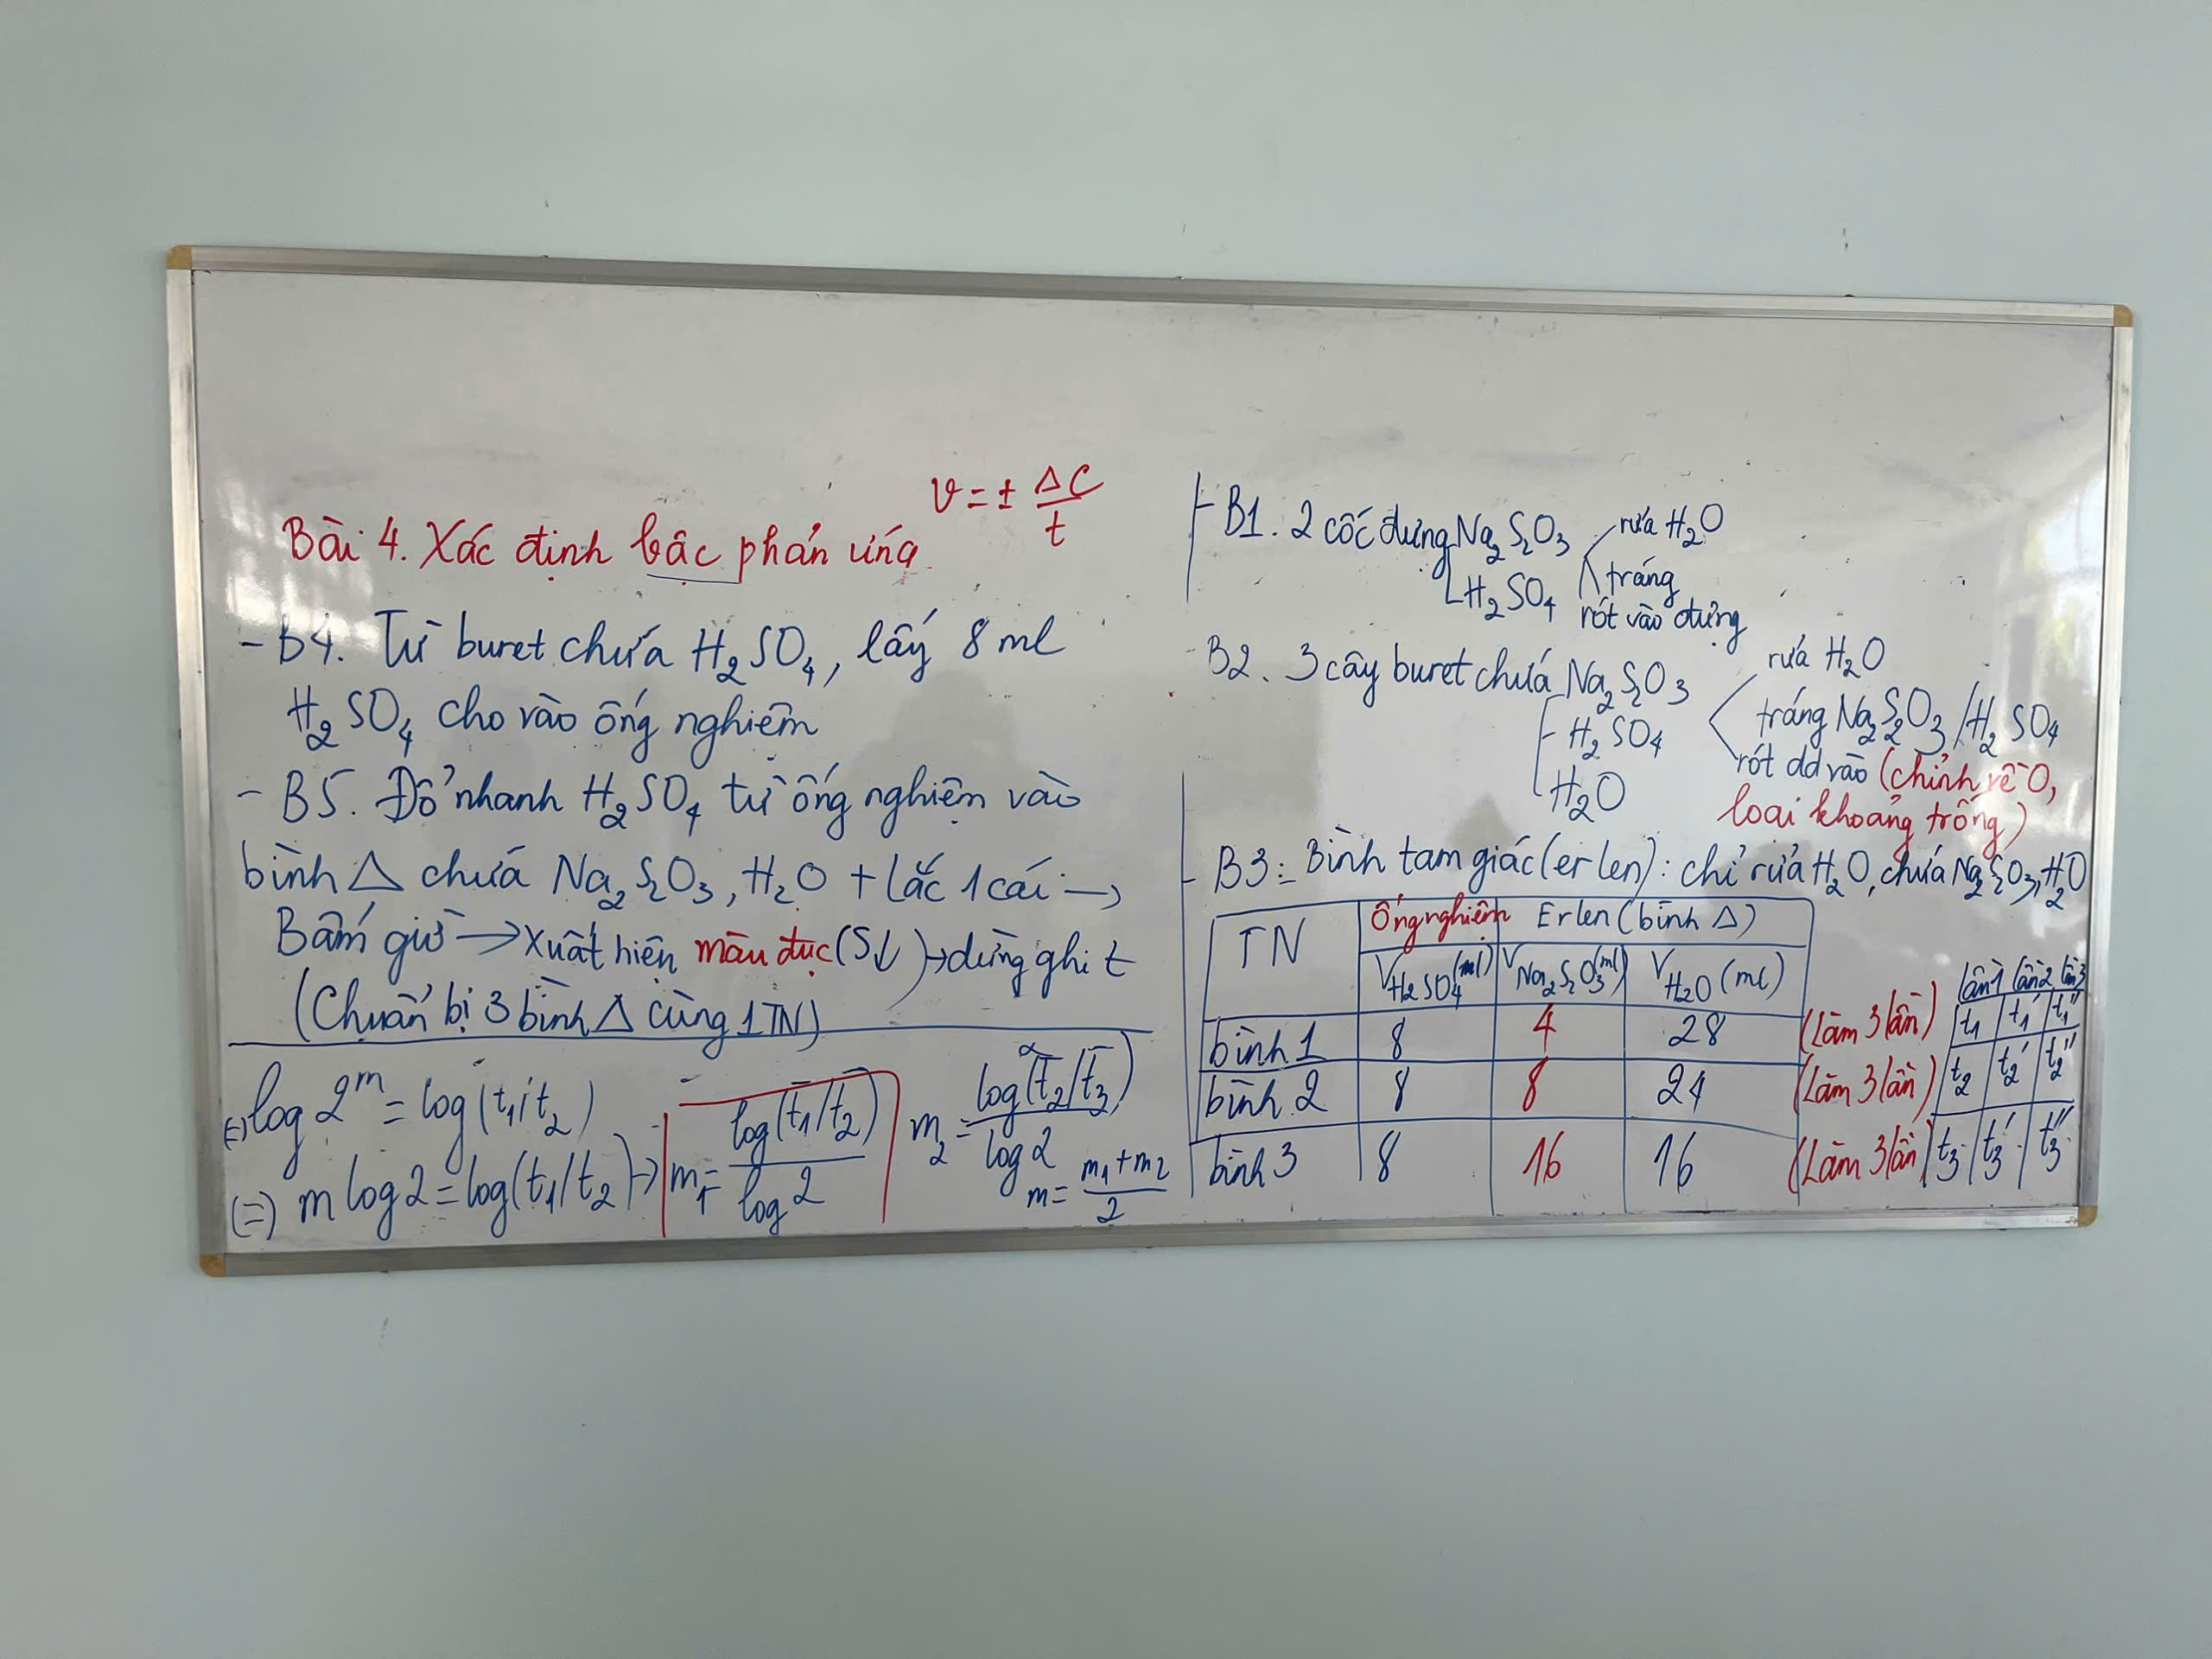 Bài 4. Xác định bậc phản ứng
v = ± ΔC/t
- B4. Từ buret chứa H₂SO₄, lấy 8 ml
H₂SO₄ cho vào ống nghiệm
- B5. Đổ nhanh H₂SO₄ từ ống nghiệm vào
bình Δ chứa Na₂S₂O₃, H₂O + lắc 1 cái →
Bấm giờ → xuất hiện màu đục (S↓) → dừng ghi t
(Chuẩn bị 3 bình Δ cùng 1 TN)
⇔ log 2ᵐ = log(t₁/t₂)
⇔ m log 2 = log(t₁/t₂) → m₁ = log(t̄₁/t̄₂) / log 2
m₂ = log(t̄₂/t̄₃) / log 2
m = (m₁ + m₂) / 2
- B1. 2 cốc đựng Na₂S₂O₃
H₂SO₄
rửa H₂O
tráng
rót vào đựng
- B2. 3 cây buret chứa Na₂S₂O₃
H₂SO₄
H₂O
rửa H₂O
tráng Na₂S₂O₃/H₂SO₄
rót dd vào (chỉnh về 0,
loại khoảng trống)
- B3: Bình tam giác (erlen): chỉ rửa H₂O, chứa Na₂S₂O₃, H₂O
TN Ống nghiệm Erlen (bình Δ)
V H₂SO₄ (ml) V Na₂S₂O₃ (ml) V H₂O (ml) lần 1 lần 2 lần 3
bình 1 8 4 28 (Làm 3 lần) t₁ t₁' t₁''
bình 2 8 8 24 (Làm 3 lần) t₂ t₂' t₂''
bình 3 8 16 16 (Làm 3 lần) t₃ t₃' t₃''